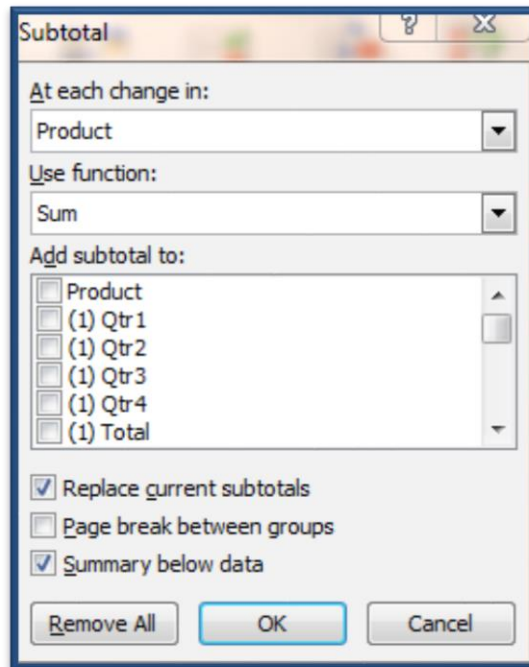 Subtotal
At each change in:
Product
Use function:
Sum
Add subtotal to:
Product
(1) Qtr1
(1) Qtr2
(1) Qtr3
(1) Qtr4
(1) Total
Replace current subtotals
Page break between groups
Summary below data
Remove All OK Cancel